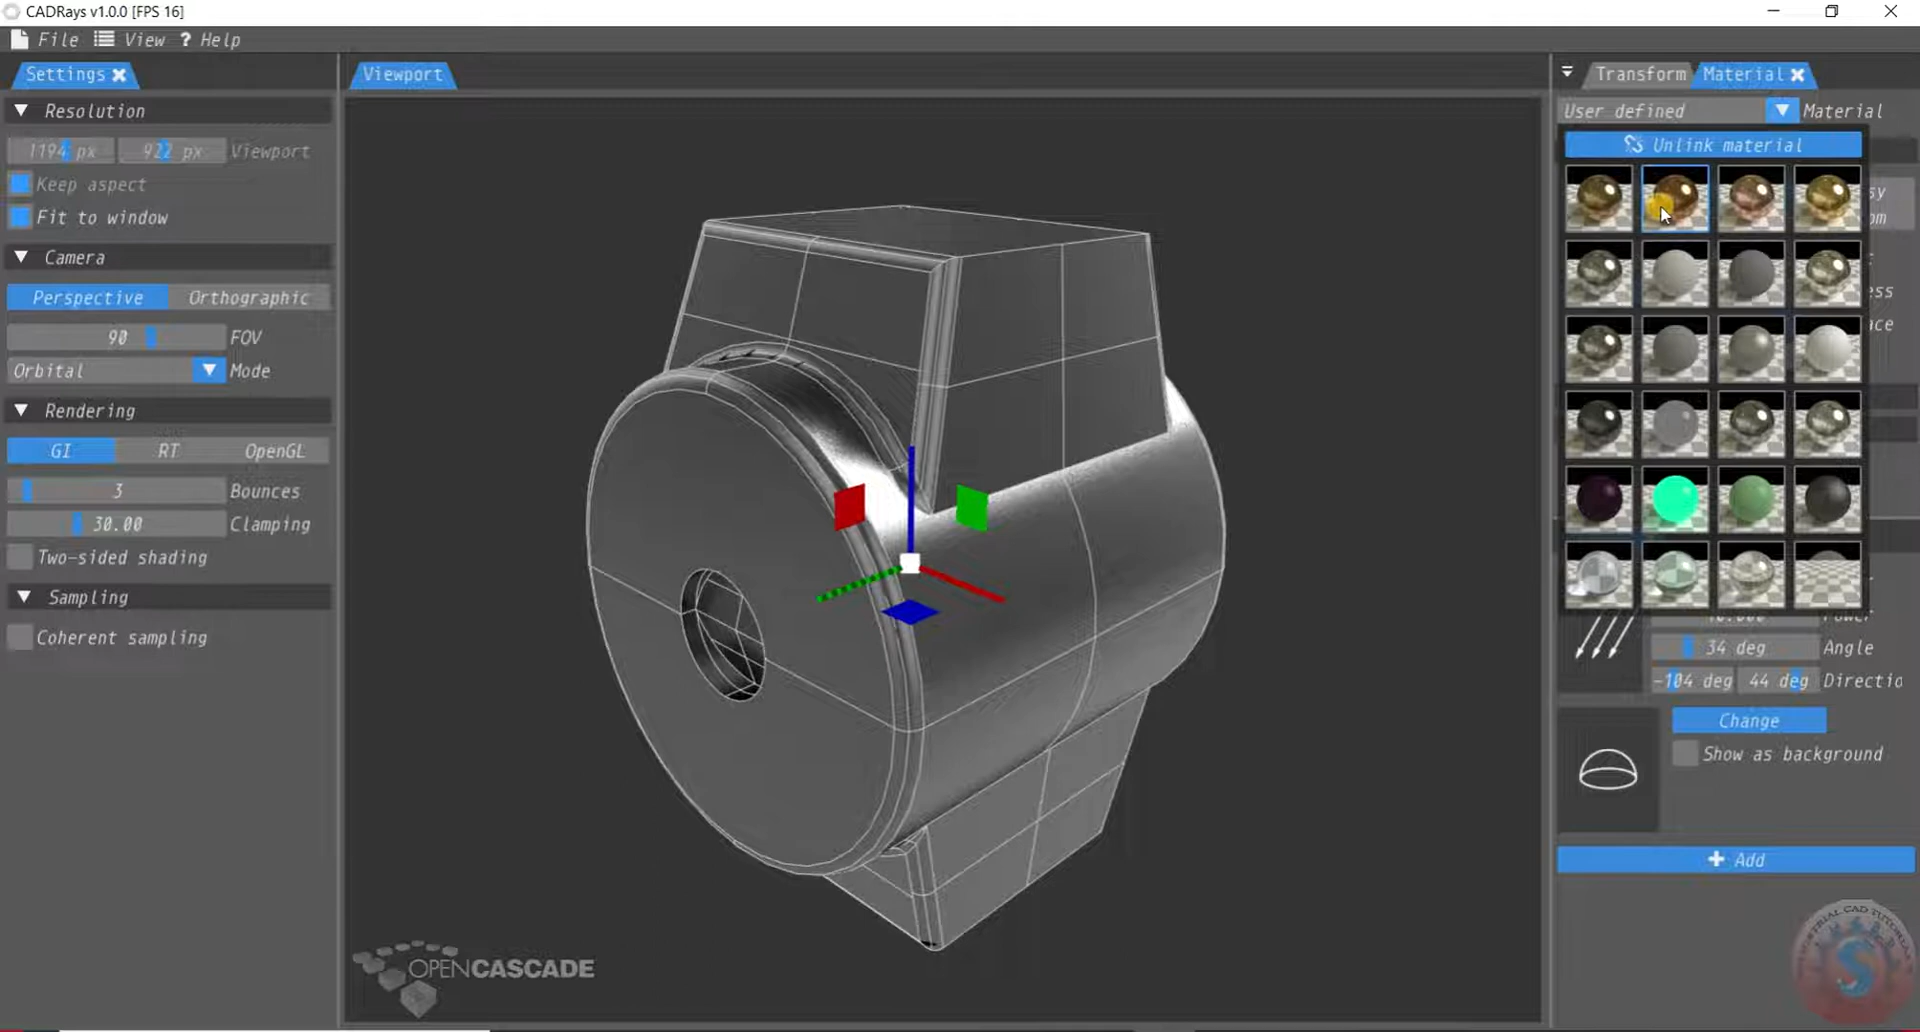 CADRays v1.0.0 [FPS 16]
File View ? Help
Settings
Viewport
Transform Material
Resolution
1194 px 922 px Viewport
Keep aspect
Fit to window
Camera
Perspective Orthographic
90 FOV
Orbital Mode
Rendering
GI RT OpenGL
3 Bounces
30.00 Clamping
Two-sided shading
Sampling
Coherent sampling
OPENCASCADE
User defined Material
Unlink material
34 deg Angle
-104 deg 44 deg Directio
Change
Show as background
+ Add